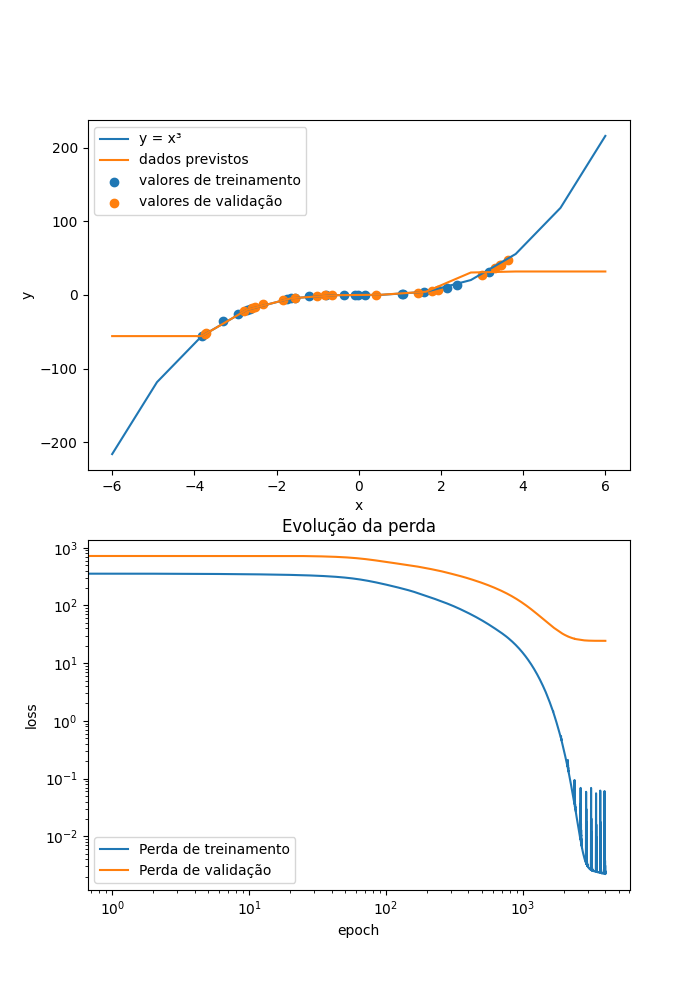 y = x³
dados previstos
valores de treinamento
valores de validação
200
100
0
−100
−200
y
−6 −4 −2 0 2 4 6
x
Evolução da perda
10³
10²
10¹
10⁰
10⁻¹
10⁻²
loss
Perda de treinamento
Perda de validação
10⁰ 10¹ 10² 10³
epoch